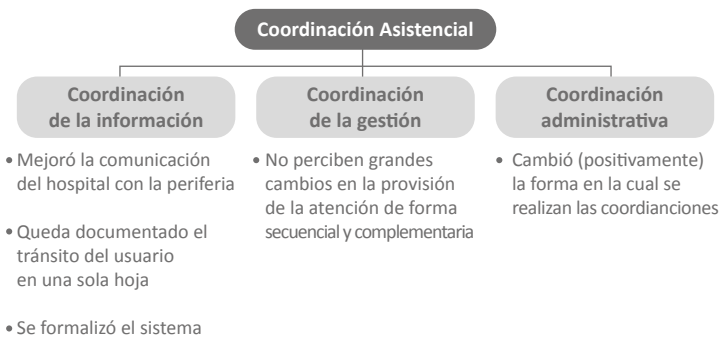 Coordinación Asistencial
Coordinación
de la información
• Mejoró la comunicación
del hospital con la periferia
• Queda documentado el
tránsito del usuario
en una sola hoja
• Se formalizó el sistema
Coordinación
de la gestión
• No perciben grandes
cambios en la provisión
de la atención de forma
secuencial y complementaria
Coordinación
administrativa
• Cambió (positivamente)
la forma en la cual se
realizan las coordianciones